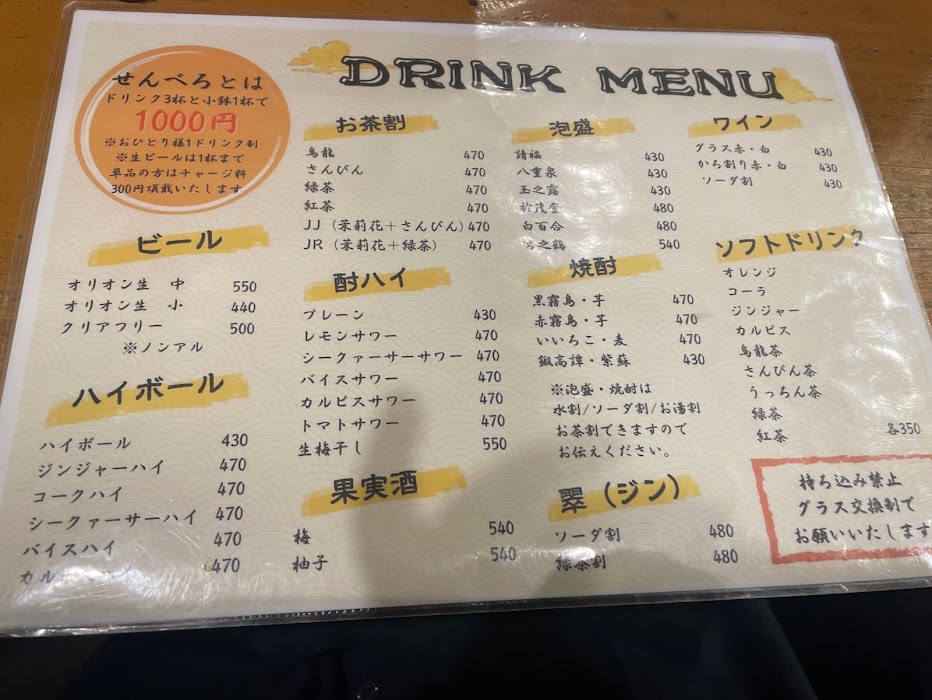 DRINK MENU
せんべろとは
ドリンク3杯と小鉢1杯で
1000円
※おひとり様1ドリンク制
※生ビールは1杯まで
単品の方はチャージ料
300円頂戴いたします
ビール
オリオン生 中 550
オリオン生 小 440
クリアフリー 500
※ノンアル
ハイボール
ハイボール 430
ジンジャーハイ 470
コークハイ 470
シークァーサーハイ 470
バイスハイ 470
カル 470
お茶割
烏龍 470
さんぴん 470
緑茶 470
紅茶 470
JJ（茉莉花＋さんぴん) 470
JR（茉莉花＋緑茶） 470
酎ハイ
プレーン 430
レモンサワー 470
シークァーサーサワー 470
バイスサワー 470
カルピスサワー 470
トマトサワー 470
生梅干し 550
果実酒
梅 540
柚子 540
泡盛
請福 430
八重泉 430
玉之露 430
於茂登 480
白百合 480
宮之鶴 540
焼酎
黒霧島・芋 470
赤霧島・芋 470
いいちこ・麦 470
鍛高譚・紫蘇 430
※泡盛・焼酎は
水割/ソーダ割/お湯割
お茶割できますので
お伝えください。
翠（ジン）
ソーダ割 480
緑茶割 480
ワイン
グラス赤・白 430
かち割り赤・白 430
ソーダ割 430
ソフトドリンク
オレンジ
コーラ
ジンジャー
カルピス
烏龍茶
さんぴん茶
うっちん茶
緑茶
紅茶 各350
持ち込み禁止
グラス交換制で
お願いいたします